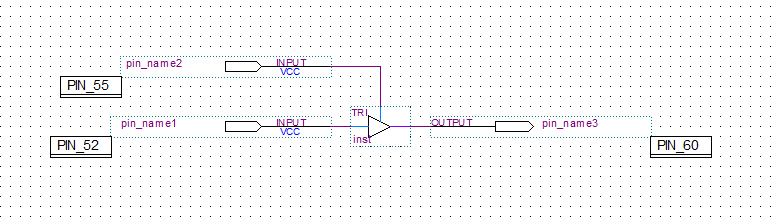 pin_name2 INPUT
VCC
PIN_55
TRI
pin_name1 INPUT
VCC
OUTPUT pin_name3
inst
PIN_52
PIN_60